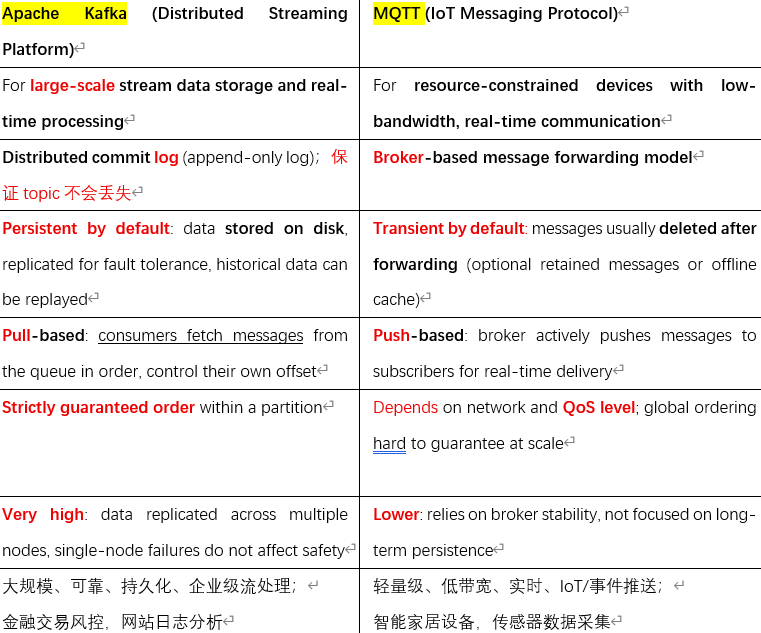 Apache Kafka (Distributed Streaming
Platform)
MQTT (IoT Messaging Protocol)
For large-scale stream data storage and real-
time processing
For resource-constrained devices with low-
bandwidth, real-time communication
Distributed commit log (append-only log)；保
证 topic 不会丢失
Broker-based message forwarding model
Persistent by default: data stored on disk,
replicated for fault tolerance, historical data can
be replayed
Transient by default: messages usually deleted after
forwarding (optional retained messages or offline
cache)
Pull-based: consumers fetch messages from
the queue in order, control their own offset
Push-based: broker actively pushes messages to
subscribers for real-time delivery
Strictly guaranteed order within a partition
Depends on network and QoS level; global ordering
hard to guarantee at scale
Very high: data replicated across multiple
nodes, single-node failures do not affect safety
Lower: relies on broker stability, not focused on long-
term persistence
大规模、可靠、持久化、企业级流处理；
金融交易风控，网站日志分析
轻量级、低带宽、实时、IoT/事件推送；
智能家居设备，传感器数据采集